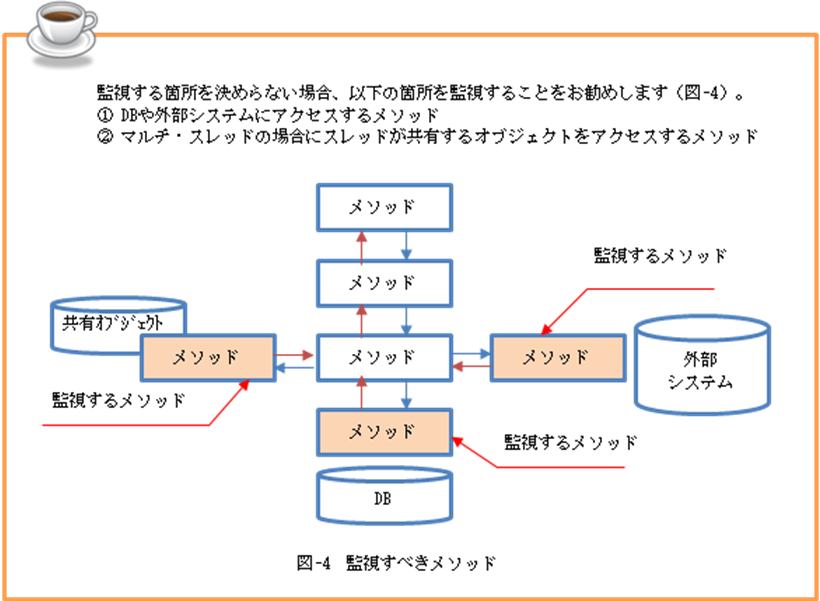 監視する箇所を決めらない場合、以下の箇所を監視することをお勧めします（図-4）。
① DBや外部システムにアクセスするメソッド
② マルチ・スレッドの場合にスレッドが共有するオブジェクトをアクセスするメソッド
メソッド
監視するメソッド
メソッド
共有ｵﾌﾞｼﾞｪｸﾄ
メソッド
メソッド
メソッド
外部
システム
監視するメソッド
メソッド
監視するメソッド
DB
図-4　監視すべきメソッド